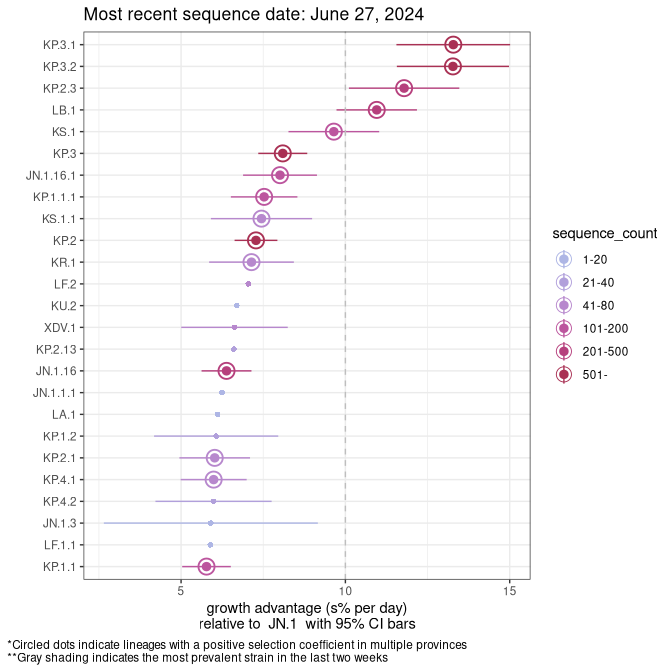 Most recent sequence date: June 27, 2024
KP.3.1
KP.3.2
KP.2.3
LB.1
KS.1
KP.3
JN.1.16.1
KP.1.1.1
KS.1.1
KP.2
KR.1
LF.2
KU.2
XDV.1
KP.2.13
JN.1.16
JN.1.1.1
LA.1
KP.1.2
KP.2.1
KP.4.1
KP.4.2
JN.1.3
LF.1.1
KP.1.1
5 10 15
growth advantage (s% per day)
relative to JN.1 with 95% CI bars
sequence_count
1-20
21-40
41-80
101-200
201-500
501-
*Circled dots indicate lineages with a positive selection coefficient in multiple provinces
**Gray shading indicates the most prevalent strain in the last two weeks